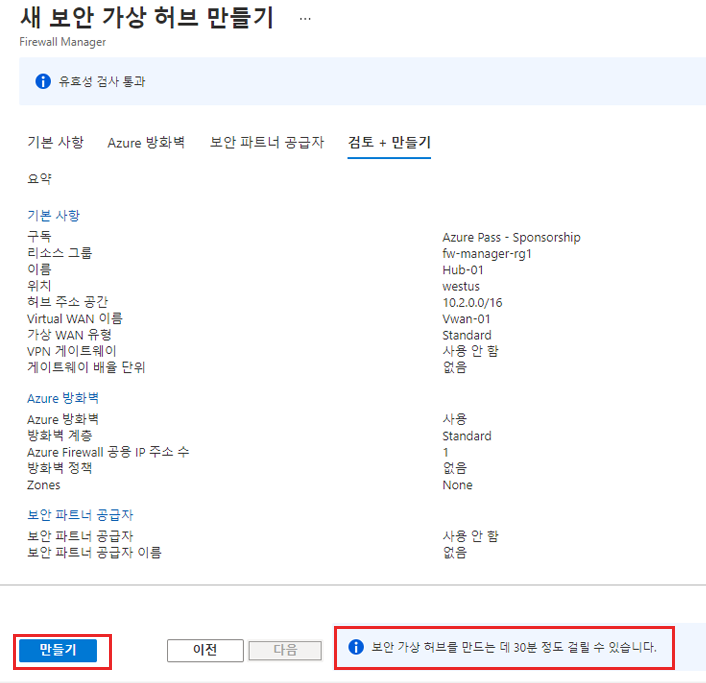 새 보안 가상 허브 만들기 ...
Firewall Manager
유효성 검사 통과
기본 사항 Azure 방화벽 보안 파트너 공급자 검토 + 만들기
요약
기본 사항
구독 Azure Pass - Sponsorship
리소스 그룹 fw-manager-rg1
이름 Hub-01
위치 westus
허브 주소 공간 10.2.0.0/16
Virtual WAN 이름 Vwan-01
가상 WAN 유형 Standard
VPN 게이트웨이 사용 안 함
게이트웨이 배율 단위 없음
Azure 방화벽
Azure 방화벽 사용
방화벽 계층 Standard
Azure Firewall 공용 IP 주소 수 1
방화벽 정책 없음
Zones None
보안 파트너 공급자
보안 파트너 공급자 사용 안 함
보안 파트너 공급자 이름 없음
만들기 이전 다음 보안 가상 허브를 만드는 데 30분 정도 걸릴 수 있습니다.